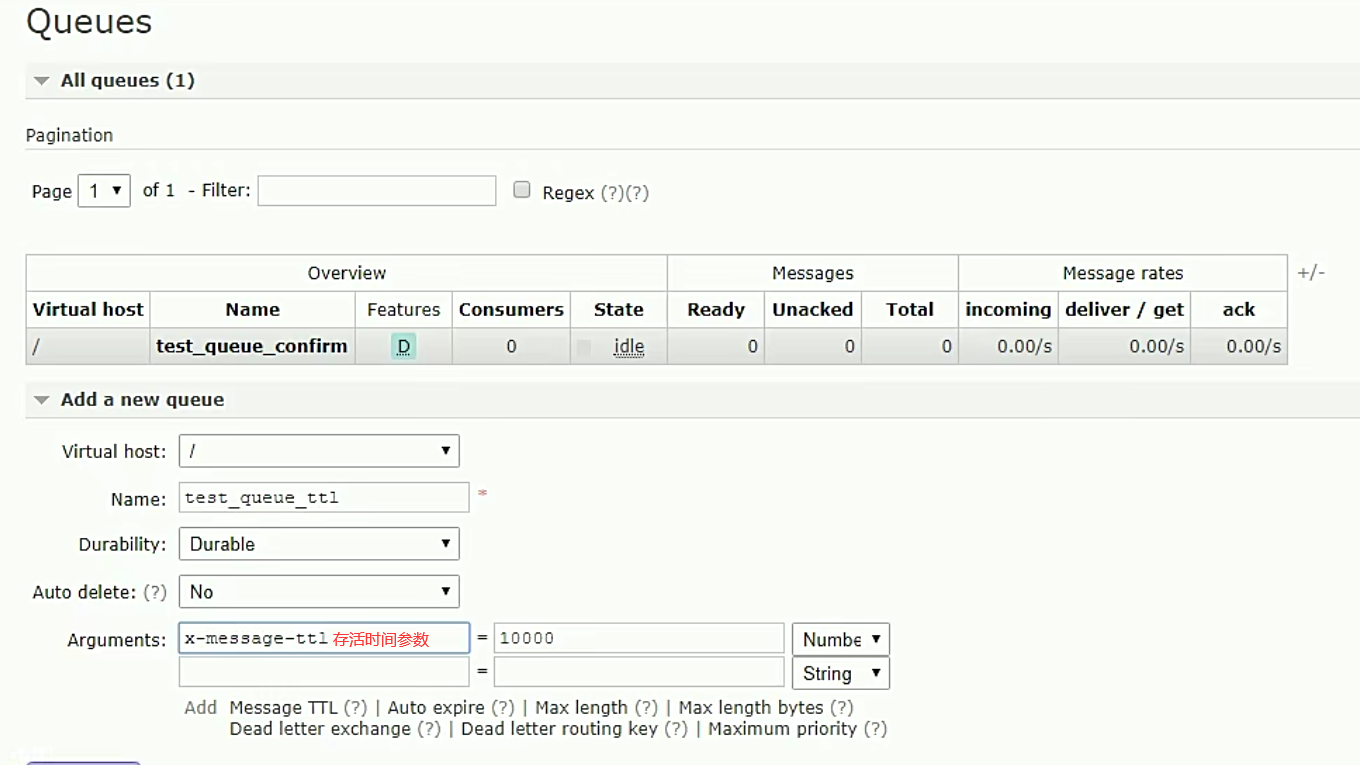 Queues
All queues (1)
Pagination
Page 1 of 1 - Filter: Regex (?)(?)
Overview Messages Message rates +/-
Virtual host Name Features Consumers State Ready Unacked Total incoming deliver / get ack
/ test_queue_confirm D 0 idle 0 0 0 0.00/s 0.00/s 0.00/s
Add a new queue
Virtual host: /
Name: test_queue_ttl *
Durability: Durable
Auto delete: (?) No
Arguments: x-message-ttl 存活时间参数 = 10000 Numbe
= String
Add Message TTL (?) | Auto expire (?) | Max length (?) | Max length bytes (?)
Dead letter exchange (?) | Dead letter routing key (?) | Maximum priority (?)